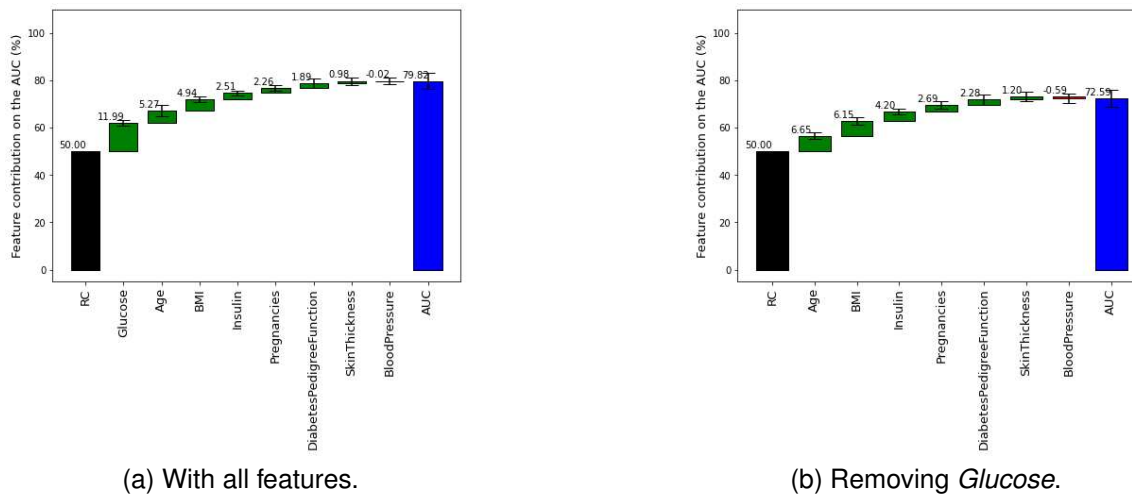 Feature contribution on the AUC (%)
100
80
60
40
20
0
50.00
11.99
5.27
4.94
2.51
2.26
1.89
0.98
-0.02
79.82
RC
Glucose
Age
BMI
Insulin
Pregnancies
DiabetesPedigreeFunction
SkinThickness
BloodPressure
AUC
(a) With all features.
Feature contribution on the AUC (%)
100
80
60
40
20
0
50.00
6.65
6.15
4.20
2.69
2.28
1.20
-0.59
72.59
RC
Age
BMI
Insulin
Pregnancies
DiabetesPedigreeFunction
SkinThickness
BloodPressure
AUC
(b) Removing Glucose.